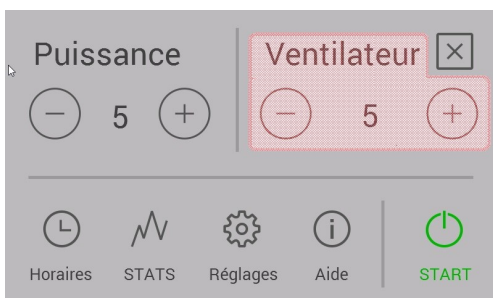 Puissance
Ventilateur
5
5
Horaires
STATS
Réglages
Aide
START